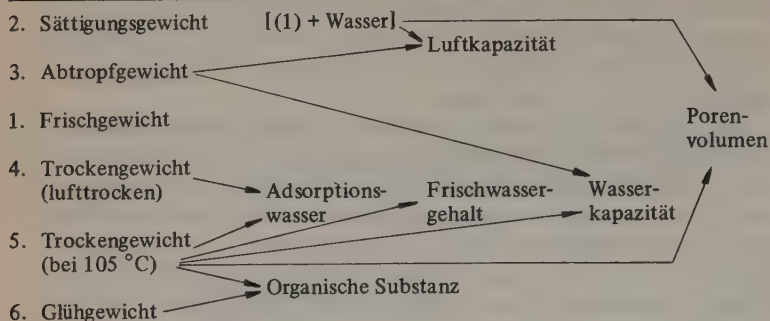 2. Sättigungsgewicht [(1) + Wasser]
Luftkapazität
3. Abtropfgewicht
1. Frischgewicht
Poren-
volumen
4. Trockengewicht
(lufttrocken)
Adsorptions-
wasser
Frischwasser-
gehalt
Wasser-
kapazität
5. Trockengewicht
(bei 105 °C)
Organische Substanz
6. Glühgewicht